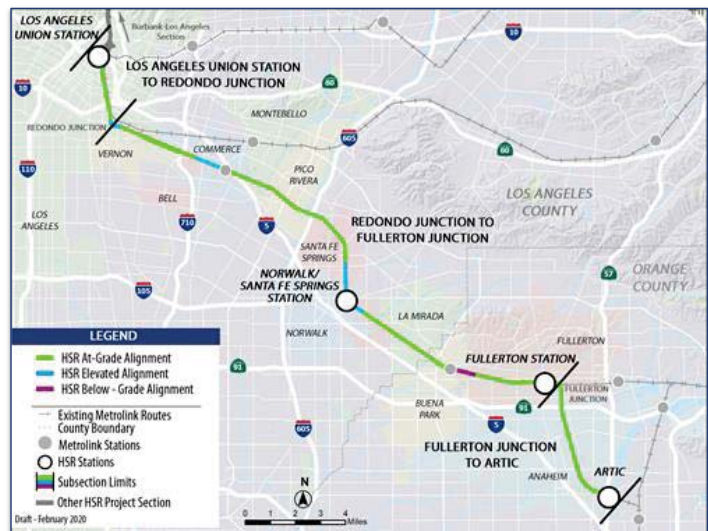 LOS ANGELES
UNION STATION
Burbank-Los Angeles
Section
10
LOS ANGELES UNION STATION
TO REDONDO JUNCTION
10
60
MONTEBELLO
605
REDONDO JUNCTION
VERNON
COMMERCE
60
110
PICO
RIVERA
BELL
LOS ANGELES
COUNTY
LOS
ANGELES
710
5
REDONDO JUNCTION TO
FULLERTON JUNCTION
SANTA FE
SPRINGS
57
ORANGE
COUNTY
NORWALK/
SANTA FE SPRINGS
STATION
105
LA MIRADA
NORWALK
FULLERTON
FULLERTON STATION
91
FULLERTON
JUNCTION
BUENA
PARK
91
5
605
FULLERTON JUNCTION
TO ARTIC
ANAHEIM
ARTIC
LEGEND
HSR At-Grade Alignment
HSR Elevated Alignment
HSR Below - Grade Alignment
Existing Metrolink Routes
County Boundary
Metrolink Stations
HSR Stations
Subsection Limits
Other HSR Project Section
Draft - February 2020
N
0 1 2 3 4
Miles